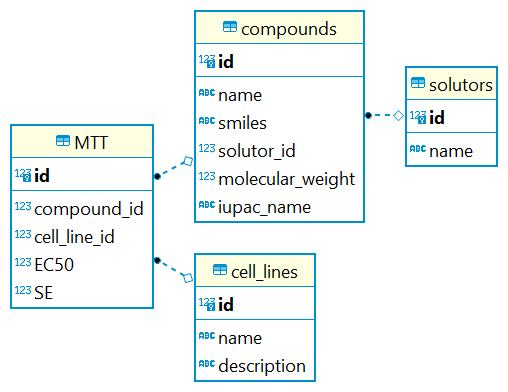 compounds
123 id
ABC name
ABC smiles
123 solutor_id
123 molecular_weight
ABC iupac_name
solutors
123 id
ABC name
MTT
123 id
123 compound_id
123 cell_line_id
123 EC50
123 SE
cell_lines
123 id
ABC name
ABC description